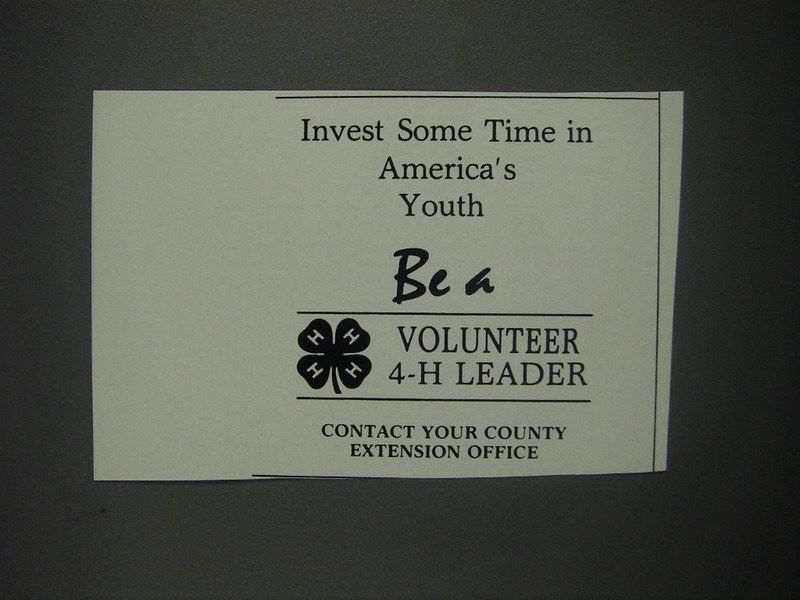 Invest Some Time in
America's
Youth
Be a
H H
H H
VOLUNTEER
4-H LEADER
CONTACT YOUR COUNTY
EXTENSION OFFICE